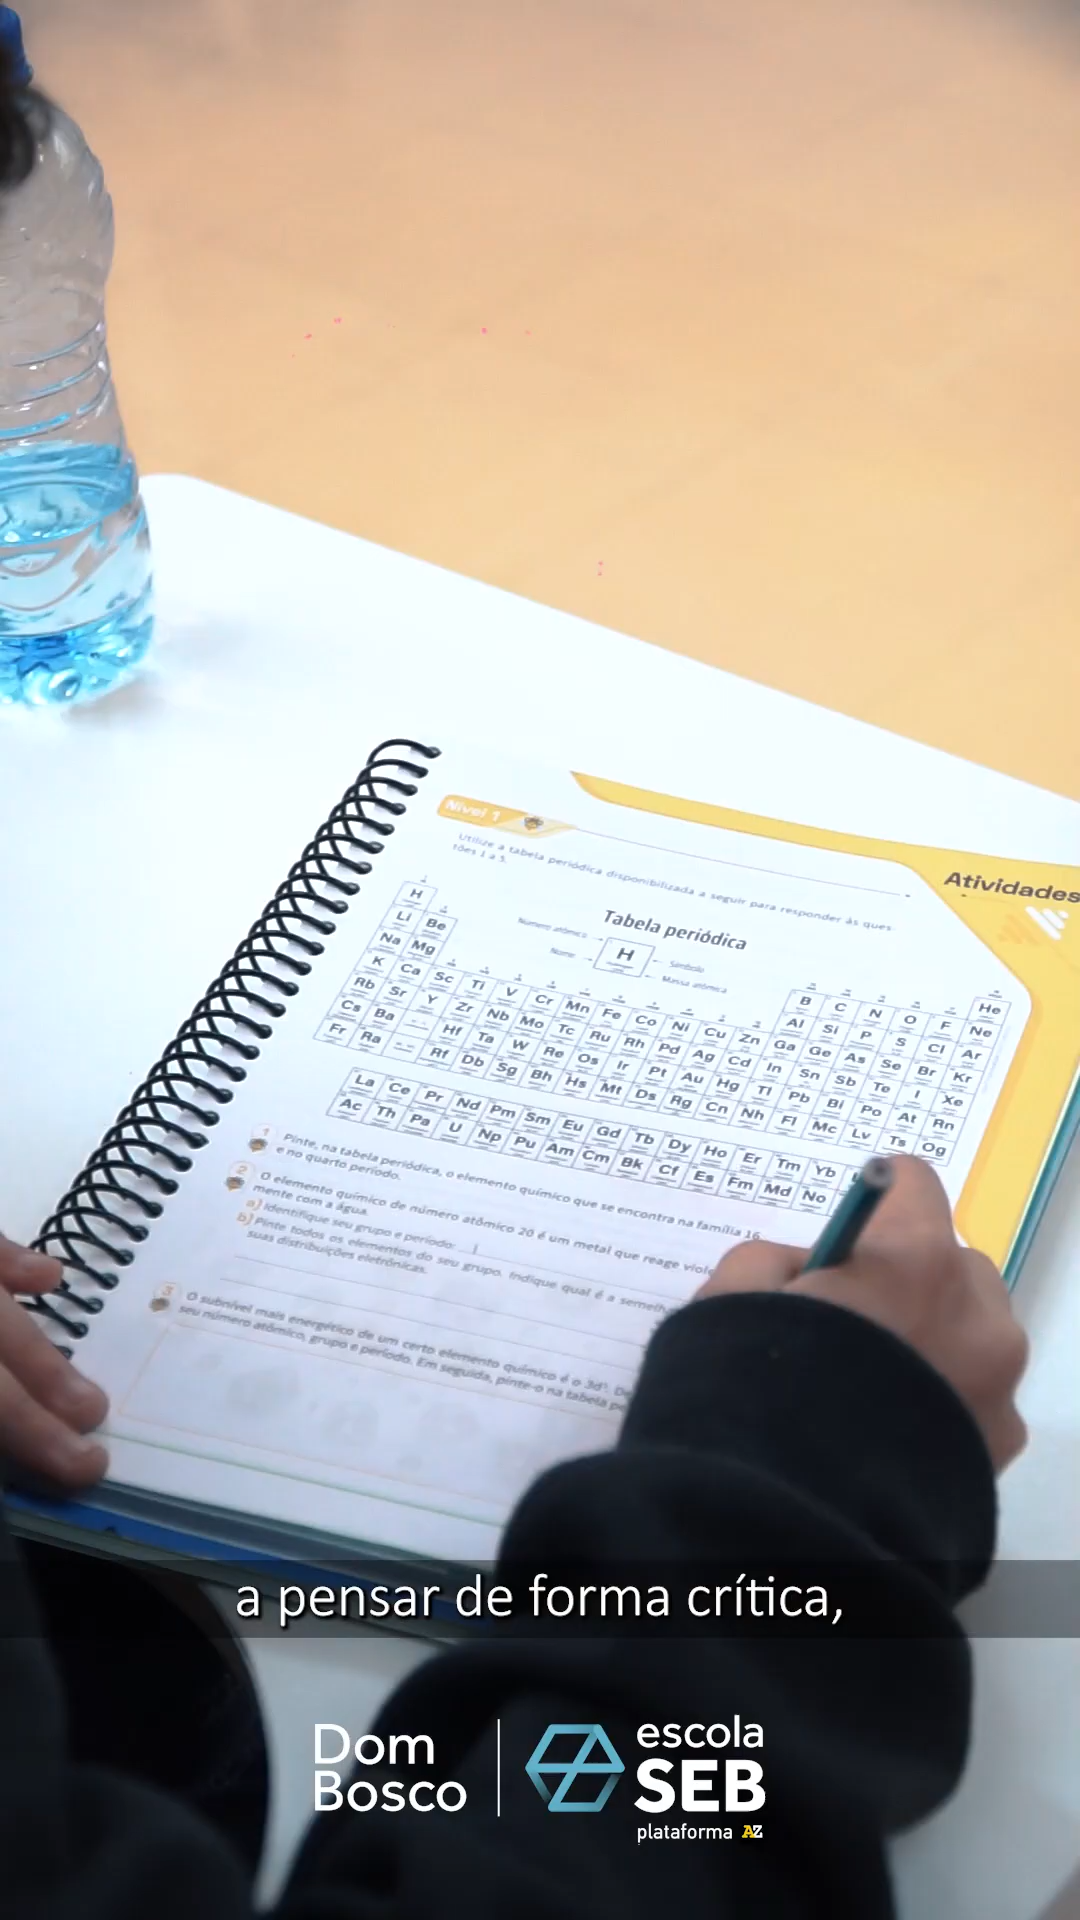 Nível 1
Utilize a tabela periódica disponibilizada a seguir para responder às ques-
tões 1 a 5.
Atividades
Tabela periódica
Número atômico
Nome
H
Símbolo
Massa atômica
H He
Li Be B C N O F Ne
Na Mg Al Si P S Cl Ar
K Ca Sc Ti V Cr Mn Fe Co Ni Cu Zn Ga Ge As Se Br Kr
Rb Sr Y Zr Nb Mo Tc Ru Rh Pd Ag Cd In Sn Sb Te I Xe
Cs Ba Hf Ta W Re Os Ir Pt Au Hg Tl Pb Bi Po At Rn
Fr Ra Rf Db Sg Bh Hs Mt Ds Rg Cn Nh Fl Mc Lv Ts Og
La Ce Pr Nd Pm Sm Eu Gd Tb Dy Ho Er Tm Yb
Ac Th Pa U Np Pu Am Cm Bk Cf Es Fm Md No
1 Pinte, na tabela periódica, o elemento químico que se encontra na família 16
e no quarto período.
2 O elemento químico de número atômico 20 é um metal que reage
mente com a água.
a) Identifique seu grupo e período:
b) Pinte todos os elementos do seu grupo. Indique qual é a
suas distribuições eletrônicas.
3 O subnível mais energético de um certo elemento químico é o
seu número atômico, grupo e período. Em seguida, pinte-o na tabela
a pensar de forma crítica,
Dom
Bosco
escola
SEB
plataforma AZ